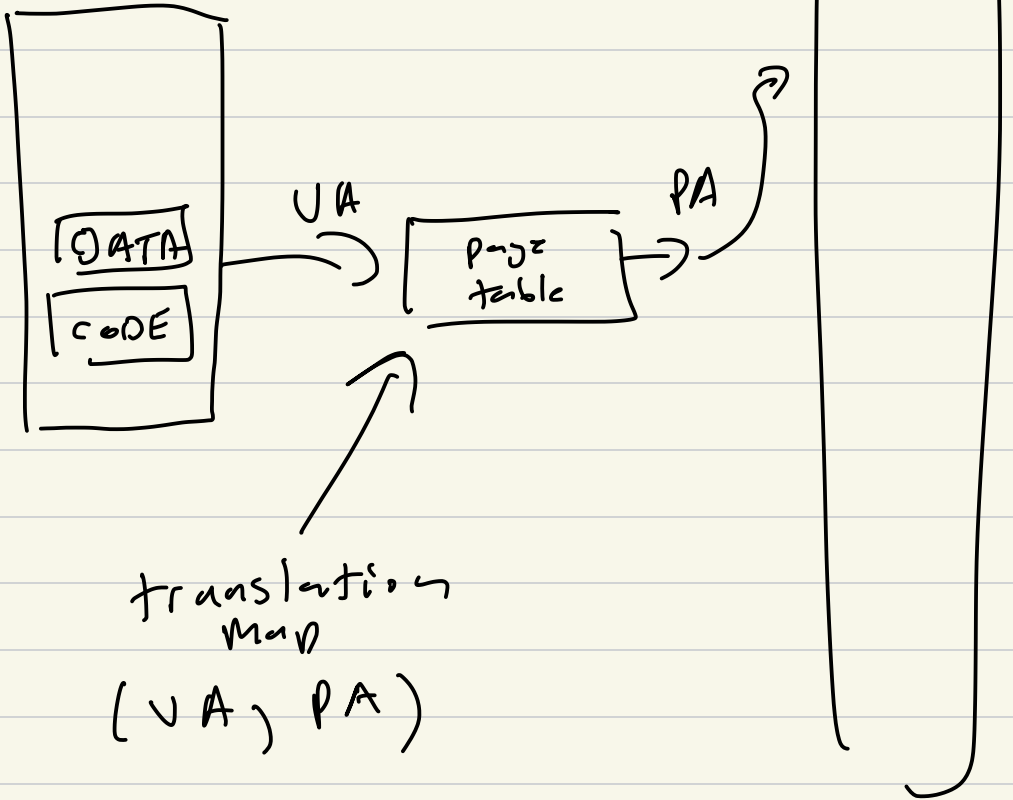 VA
PA
DATA
page
table
CODE
translation
map
(VA, PA)